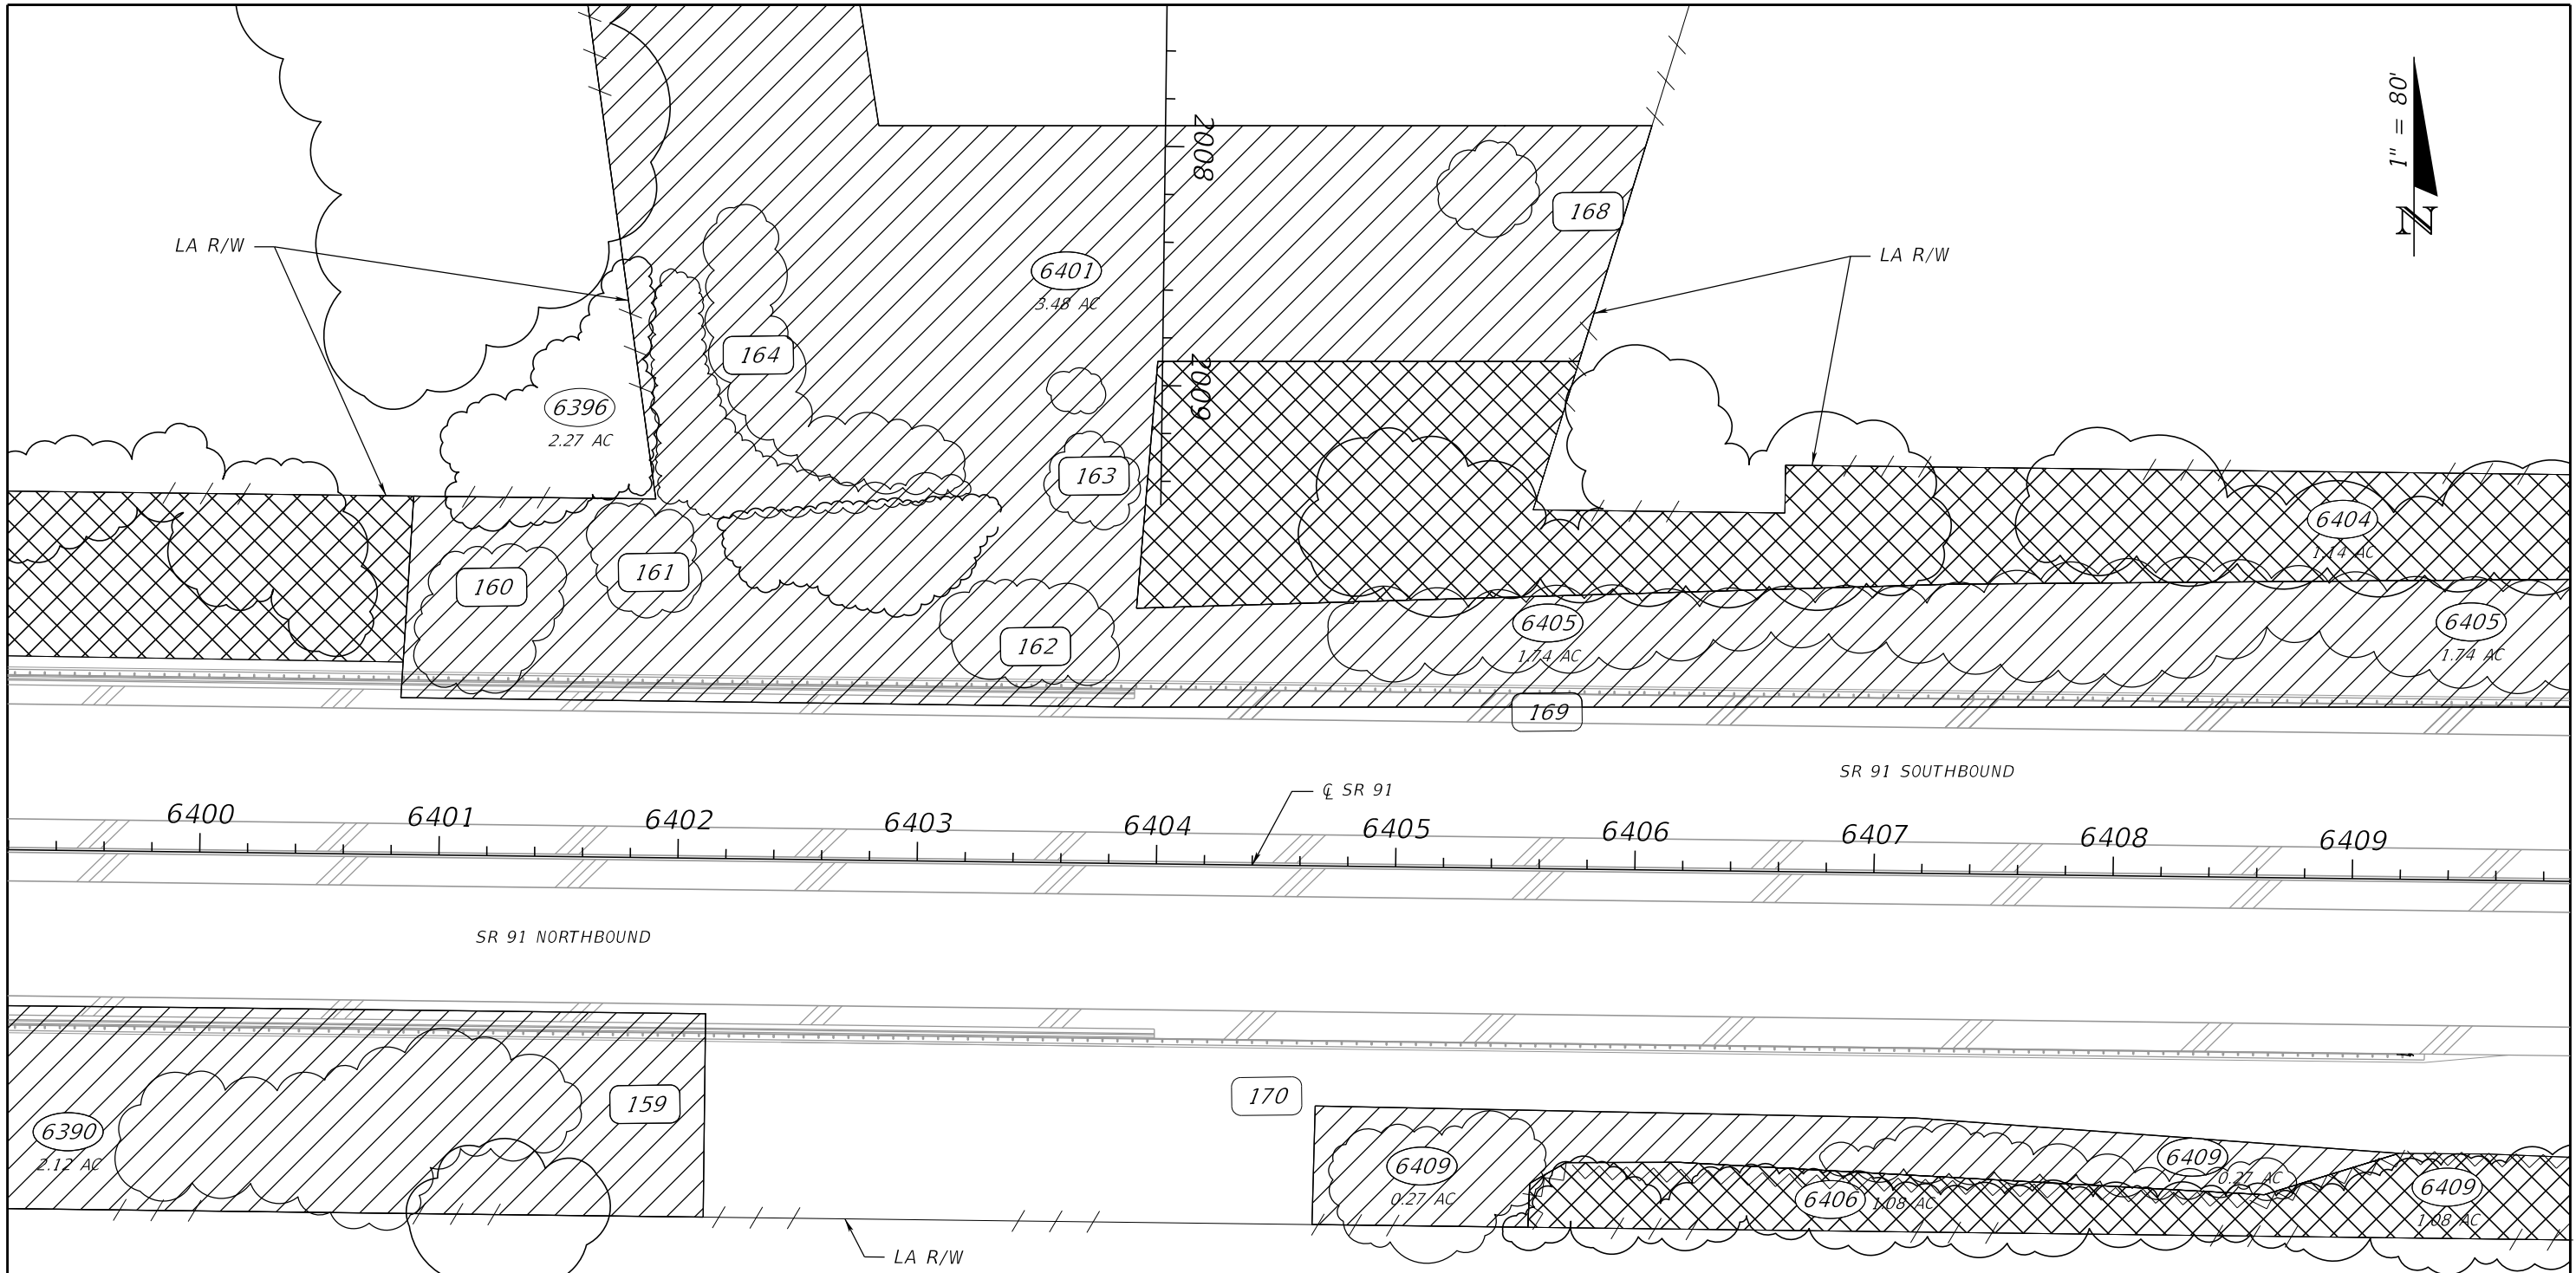 1" = 80'
N
2008
168
LA R/W
LA R/W
6401
3.48 AC
164
2009
6396
2.27 AC
163
6404
1.14 AC
161
160
6405
1.74 AC
6405
1.74 AC
162
169
SR 91 SOUTHBOUND
℄ SR 91
6400
6401
6402
6403
6404
6405
6406
6407
6408
6409
SR 91 NORTHBOUND
170
159
6390
2.12 AC
6409
0.27 AC
6409
0.27 AC
6406
1.08 AC
6409
1.08 AC
LA R/W